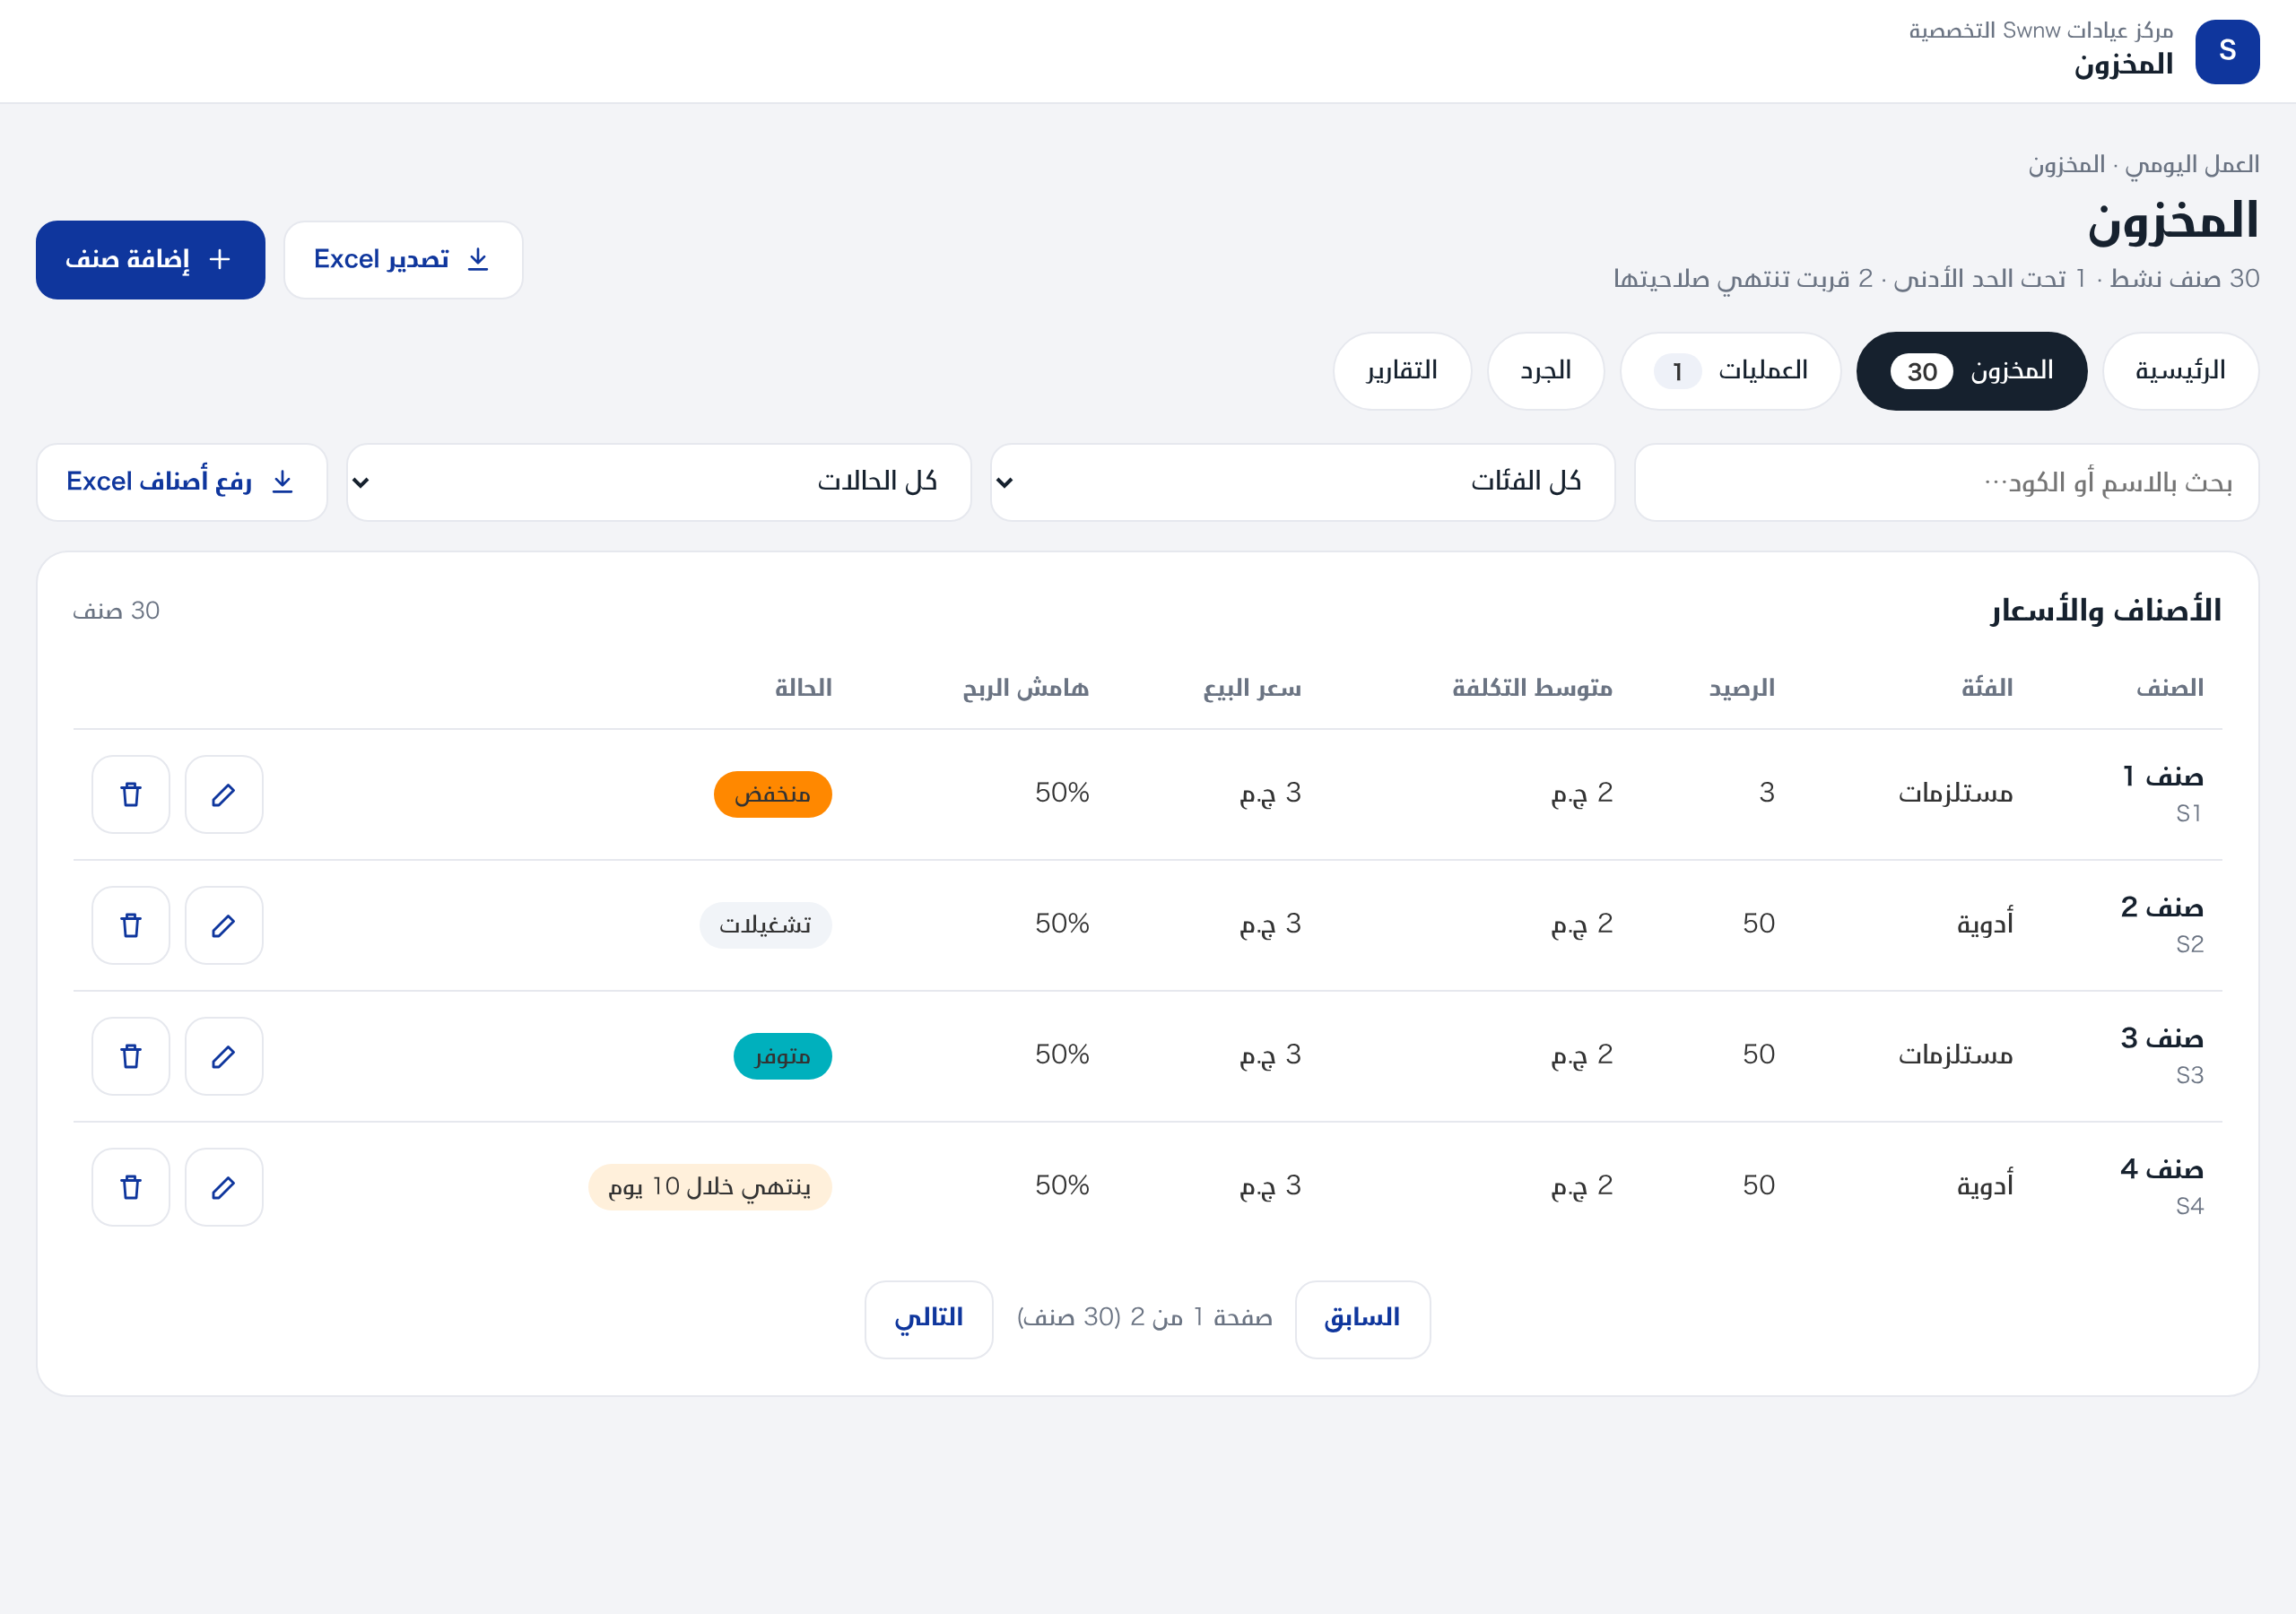 S
مركز عيادات Swnw التخصصية
المخزون
العمل اليومي · المخزون
المخزون
30 صنف نشط · 1 تحت الحد الأدنى · 2 قربت تنتهي صلاحيتها
تصدير Excel
إضافة صنف
الرئيسية
المخزون 30
العمليات 1
الجرد
التقارير
بحث بالاسم أو الكود...
كل الفئات
كل الحالات
رفع أصناف Excel
الأصناف والأسعار
30 صنف
الصنف الفئة الرصيد متوسط التكلفة سعر البيع هامش الربح الحالة
صنف 1 مستلزمات 3 2 ج.م 3 ج.م 50% منخفض
S1
صنف 2 أدوية 50 2 ج.م 3 ج.م 50% تشغيلات
S2
صنف 3 مستلزمات 50 2 ج.م 3 ج.م 50% متوفر
S3
صنف 4 أدوية 50 2 ج.م 3 ج.م 50% ينتهي خلال 10 يوم
S4
السابق
صفحة 1 من 2 (30 صنف)
التالي